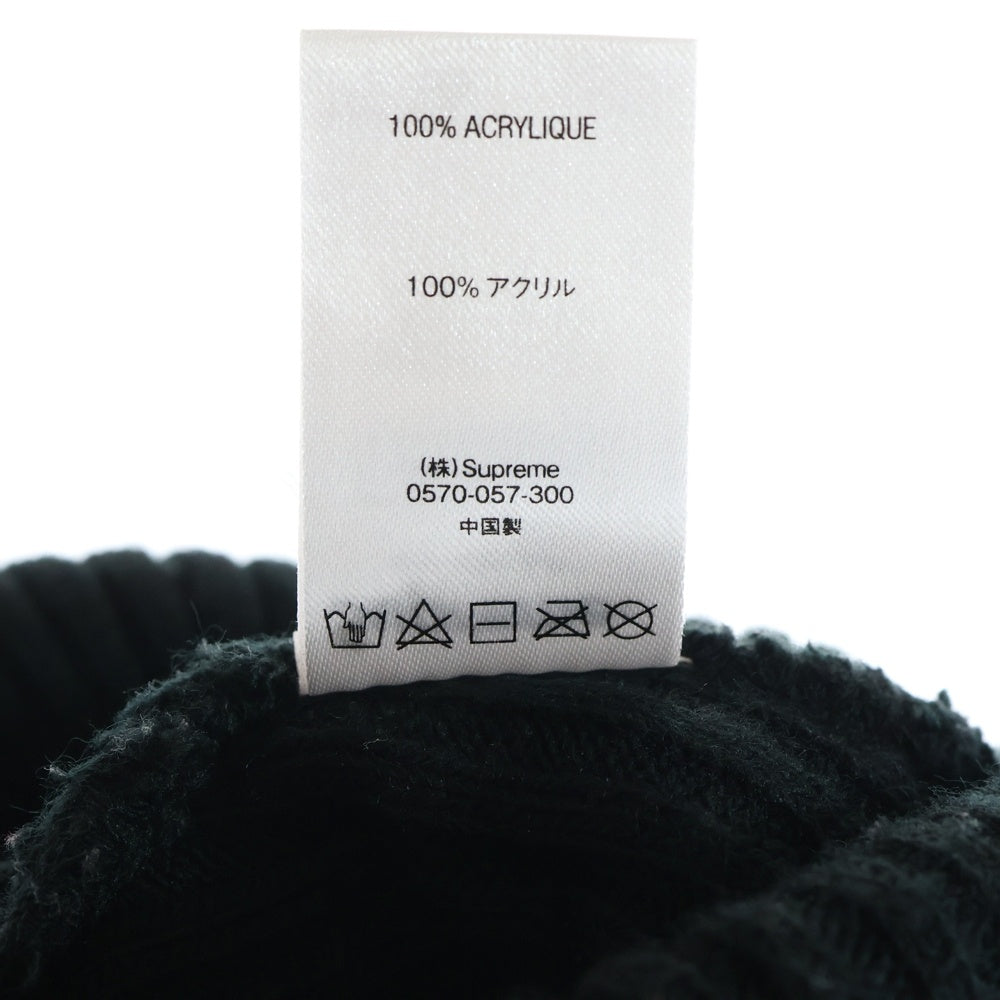 100% ACRYLIQUE
100% アクリル
(株)Supreme
0570-057-300
中国製